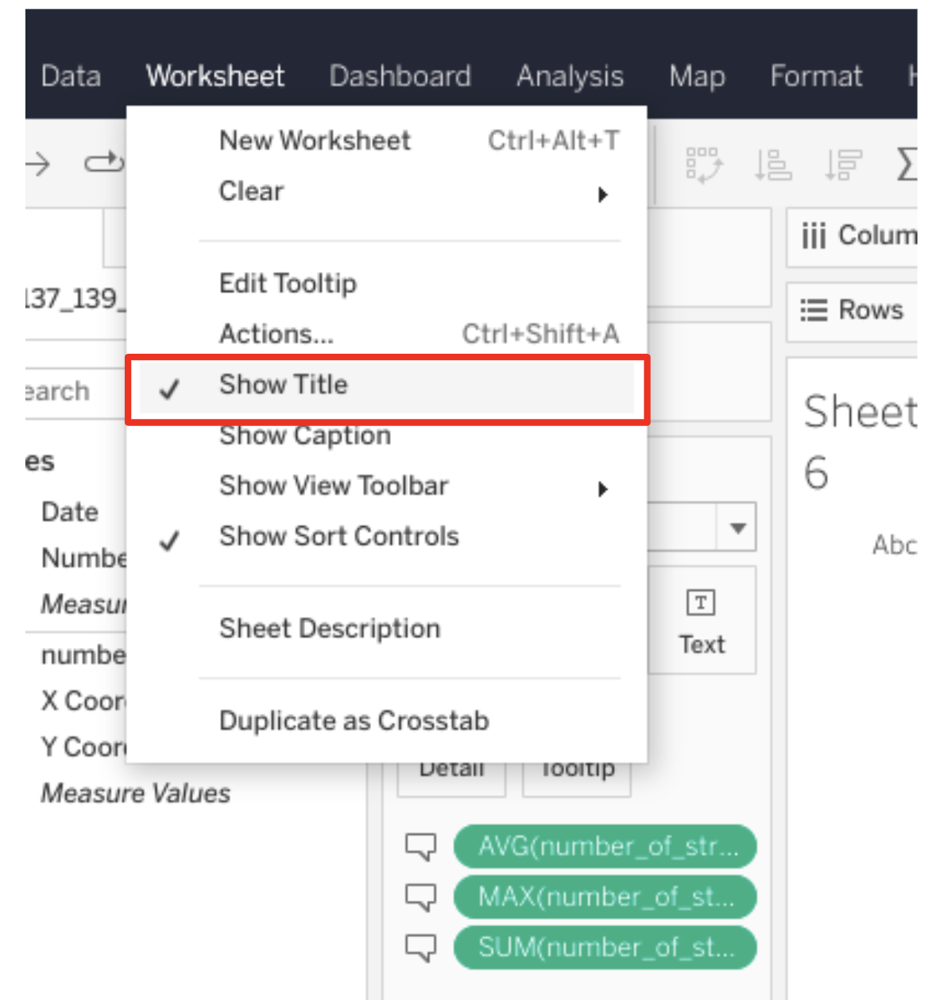 Data Worksheet Dashboard Analysis Map Format
New Worksheet Ctrl+Alt+T
Clear
Edit Tooltip
Actions... Ctrl+Shift+A
Show Title
Show Caption
Show View Toolbar
Show Sort Controls
Sheet Description
Duplicate as Crosstab
137_139_
earch
es
Date
Numbe
Measur
numbe
X Coor
Y Coor
Measure Values
Text
Detail Tooltip
AVG(number_of_str...
MAX(number_of_st...
SUM(number_of_st...
iii Colum
Rows
Sheet
6
Abc